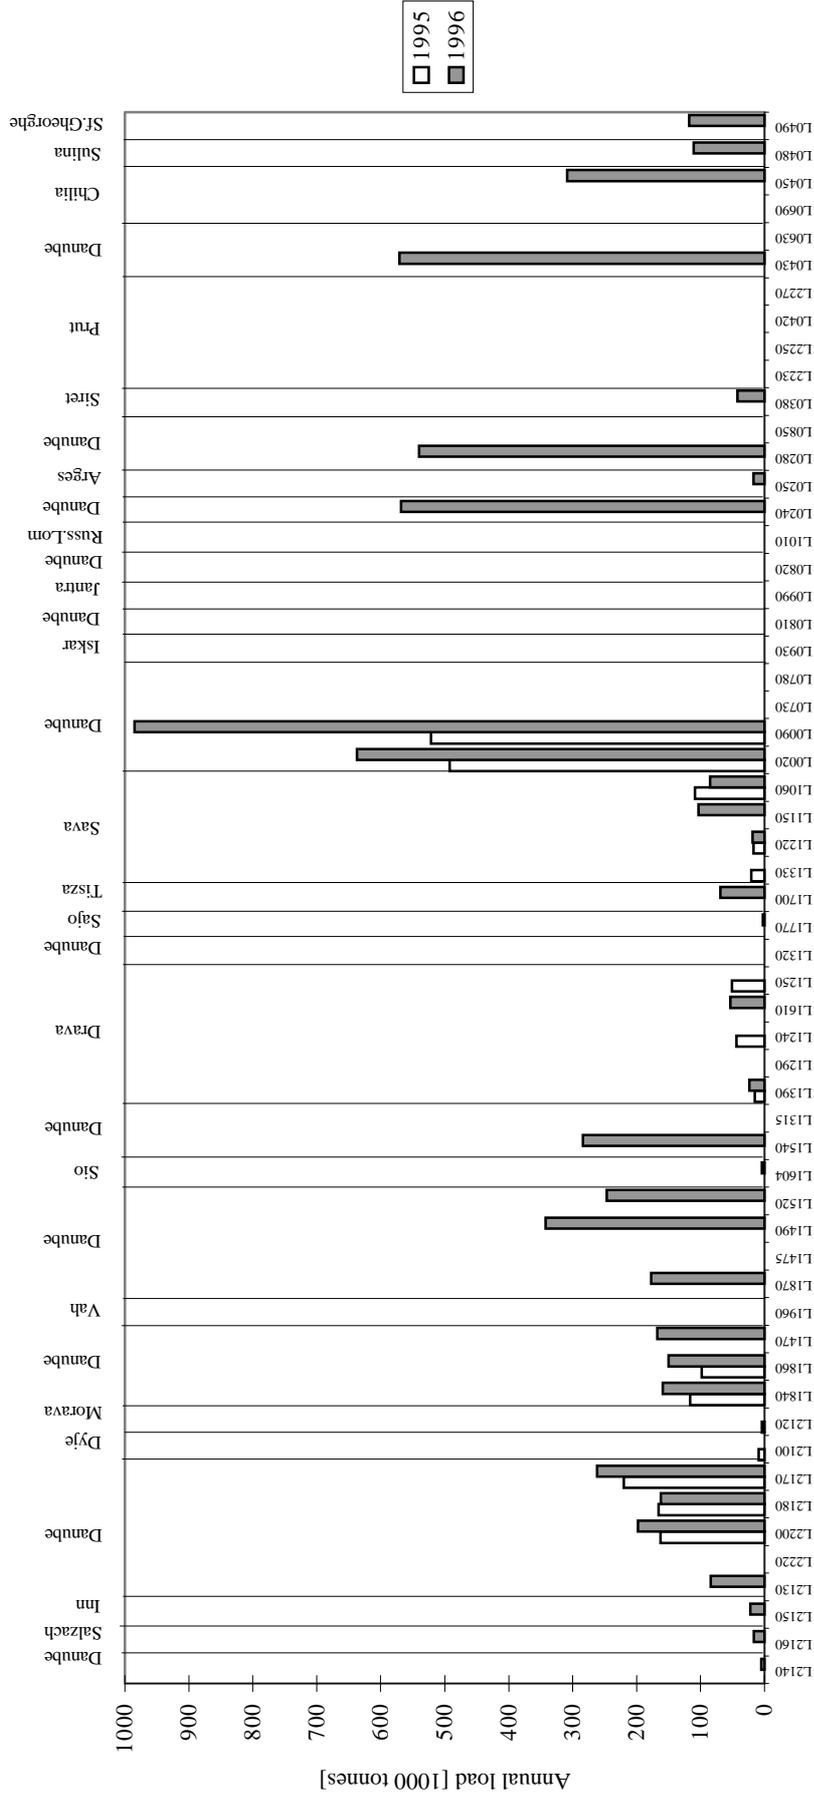 1995
1996
Danube
Salzach
Inn
Danube
Dyje
Morava
Danube
Vah
Danube
Sio
Danube
Drava
Danube
Sajo
Tisza
Sava
Danube
Iskar
Danube
Jantra
Danube
Russ.Lom
Danube
Arges
Danube
Siret
Prut
Danube
Chilia
Sulina
Sf.Gheorghe
Annual load [1000 tonnes]
1000
900
800
700
600
500
400
300
200
100
0
L2140
L2160
L2150
L2130
L2220
L2200
L2180
L2170
L2100
L2120
L1840
L1860
L1470
L1960
L1870
L1475
L1490
L1520
L1604
L1540
L1315
L1390
L1290
L1240
L1610
L1250
L1320
L1770
L1700
L1330
L1220
L1150
L1060
L0020
L0090
L0730
L0780
L0930
L0810
L0990
L0820
L1010
L0240
L0250
L0280
L0850
L0380
L2230
L2250
L0420
L2270
L0430
L0630
L0690
L0450
L0480
L0490